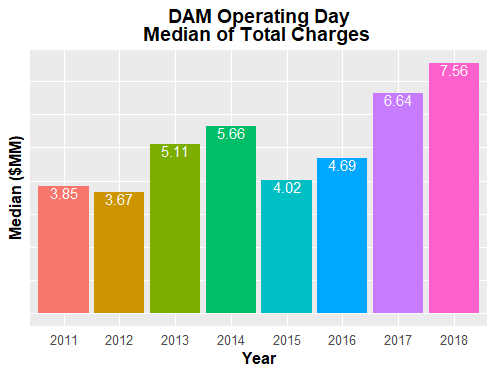 DAM Operating Day
Median of Total Charges
Median ($MM)
3.85
3.67
5.11
5.66
4.02
4.69
6.64
7.56
2011 2012 2013 2014 2015 2016 2017 2018
Year